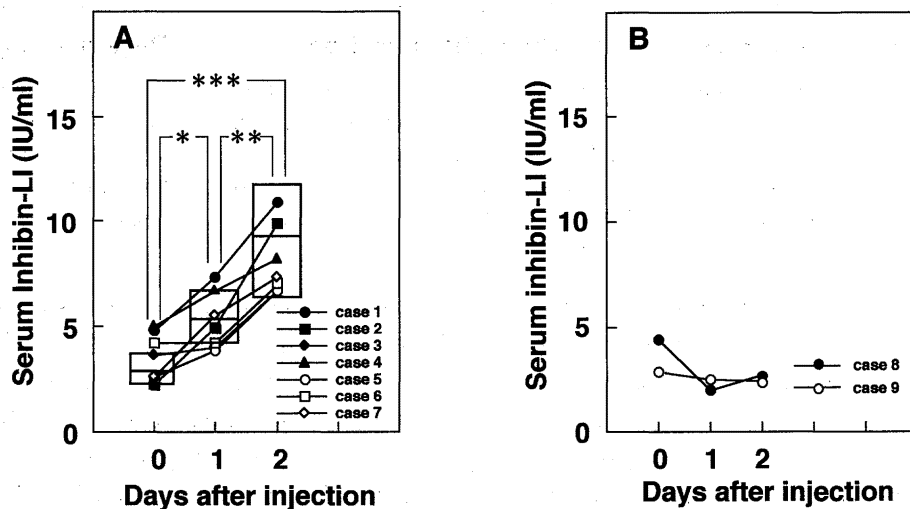 A
Serum Inhibin-LI (IU/ml)
***
*
**
15
10
5
0
case 1
case 2
case 3
case 4
case 5
case 6
case 7
0 1 2
Days after injection
B
Serum inhibin-LI (IU/ml)
15
10
5
0
case 8
case 9
0 1 2
Days after injection